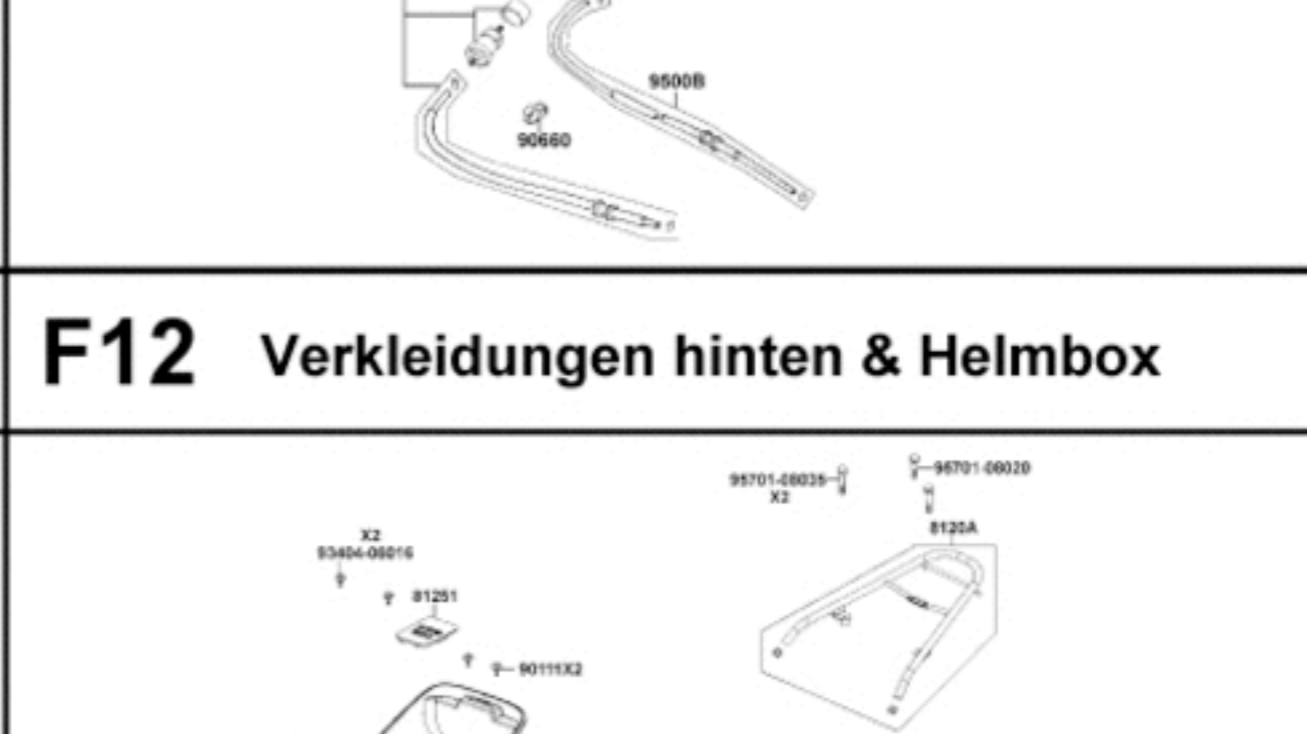 9500B
90660
F12 Verkleidungen hinten & Helmbox
95701-08020
95701-08035
X2
8120A
X2
93404-06016
81251
90111X2